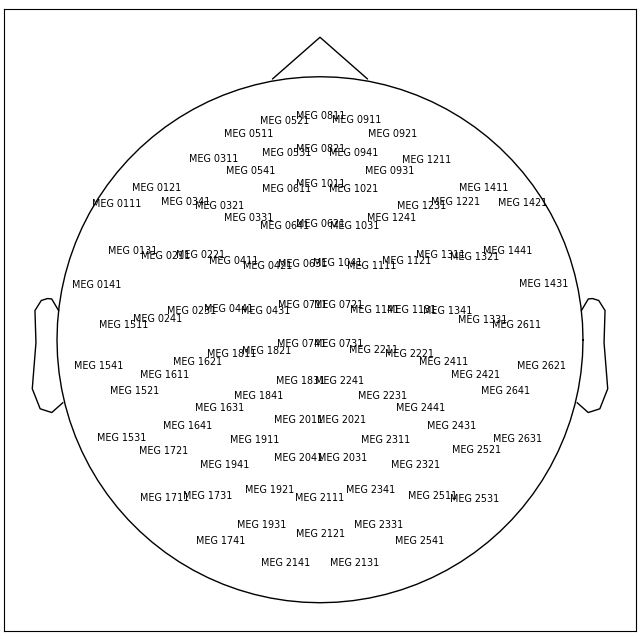 MEG 0811
MEG 0521
MEG 0911
MEG 0511
MEG 0921
MEG 0821
MEG 0531
MEG 0941
MEG 0311
MEG 1211
MEG 0541
MEG 0931
MEG 1011
MEG 0121
MEG 0611
MEG 1021
MEG 1411
MEG 0111
MEG 0341
MEG 0321
MEG 1231
MEG 1221
MEG 1421
MEG 0331
MEG 1241
MEG 0621
MEG 0641
MEG 1031
MEG 0131
MEG 0211
MEG 0221
MEG 1311
MEG 1321
MEG 1441
MEG 0411
MEG 0421
MEG 0631
MEG 1041
MEG 1111
MEG 1121
MEG 0141
MEG 1431
MEG 0231
MEG 0441
MEG 0431
MEG 0711
MEG 0721
MEG 1141
MEG 1131
MEG 1341
MEG 0241
MEG 1331
MEG 1511
MEG 2611
MEG 0741
MEG 0731
MEG 1811
MEG 1821
MEG 2211
MEG 2221
MEG 1541
MEG 1621
MEG 2411
MEG 2621
MEG 1611
MEG 2421
MEG 1831
MEG 2241
MEG 1521
MEG 2641
MEG 1841
MEG 2231
MEG 1631
MEG 2441
MEG 2011
MEG 2021
MEG 1641
MEG 2431
MEG 1531
MEG 1911
MEG 2311
MEG 2631
MEG 1721
MEG 2521
MEG 2041
MEG 2031
MEG 1941
MEG 2321
MEG 1921
MEG 2341
MEG 1711
MEG 1731
MEG 2111
MEG 2511
MEG 2531
MEG 1931
MEG 2331
MEG 2121
MEG 1741
MEG 2541
MEG 2141
MEG 2131